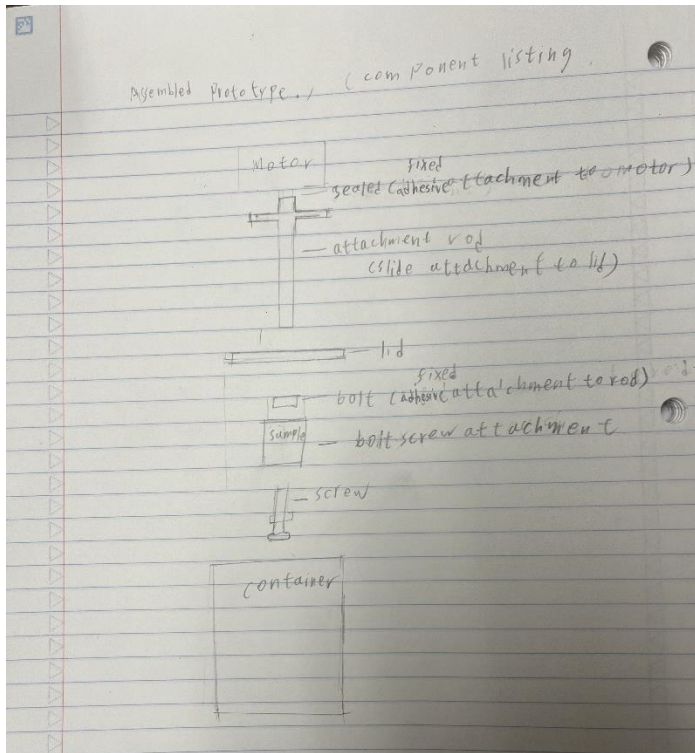 Assembled Prototype., (component listing.
Motor
fixed
sealed (adhesive attachment to motor)
attachment rod
(slide attachment to lid)
lid
fixed
bolt (adhesive attachment to rod)
sample
bolt screw attachment
screw
container